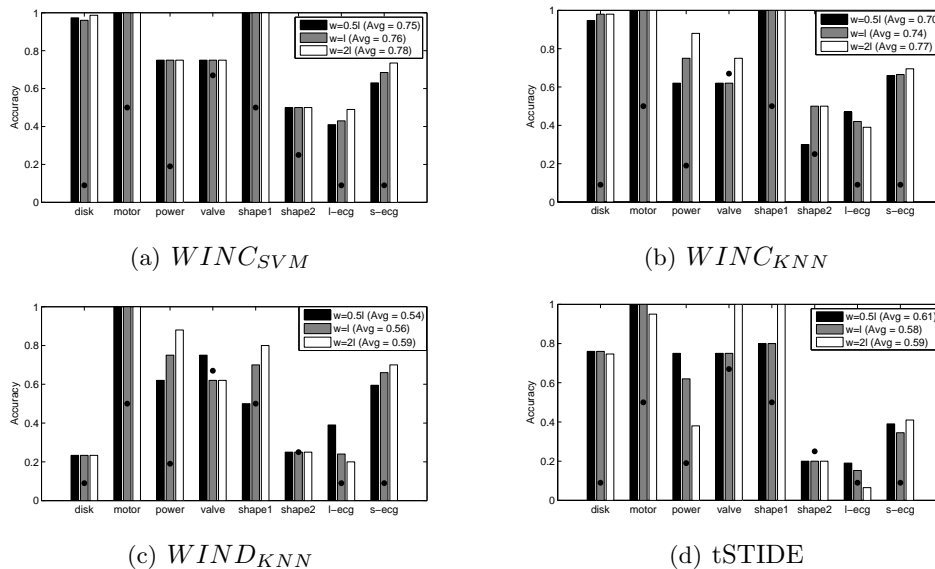 1
0.8
0.6
0.4
0.2
0
Accuracy
w=0.5l (Avg = 0.75)
w=l (Avg = 0.76)
w=2l (Avg = 0.78)
disk motor power valve shape1 shape2 l-ecg s-ecg
(a) WINC_SVM
1
0.8
0.6
0.4
0.2
0
Accuracy
w=0.5l (Avg = 0.70
w=l (Avg = 0.74)
w=2l (Avg = 0.77)
disk motor power valve shape1 shape2 l-ecg s-ecg
(b) WINC_KNN
1
0.8
0.6
0.4
0.2
0
Accuracy
w=0.5l (Avg = 0.54)
w=l (Avg = 0.56)
w=2l (Avg = 0.59)
disk motor power valve shape1 shape2 l-ecg s-ecg
(c) WIND_KNN
1
0.8
0.6
0.4
0.2
0
Accuracy
w=0.5l (Avg = 0.61)
w=l (Avg = 0.58)
w=2l (Avg = 0.59)
disk motor power valve shape1 shape2 l-ecg s-ecg
(d) tSTIDE